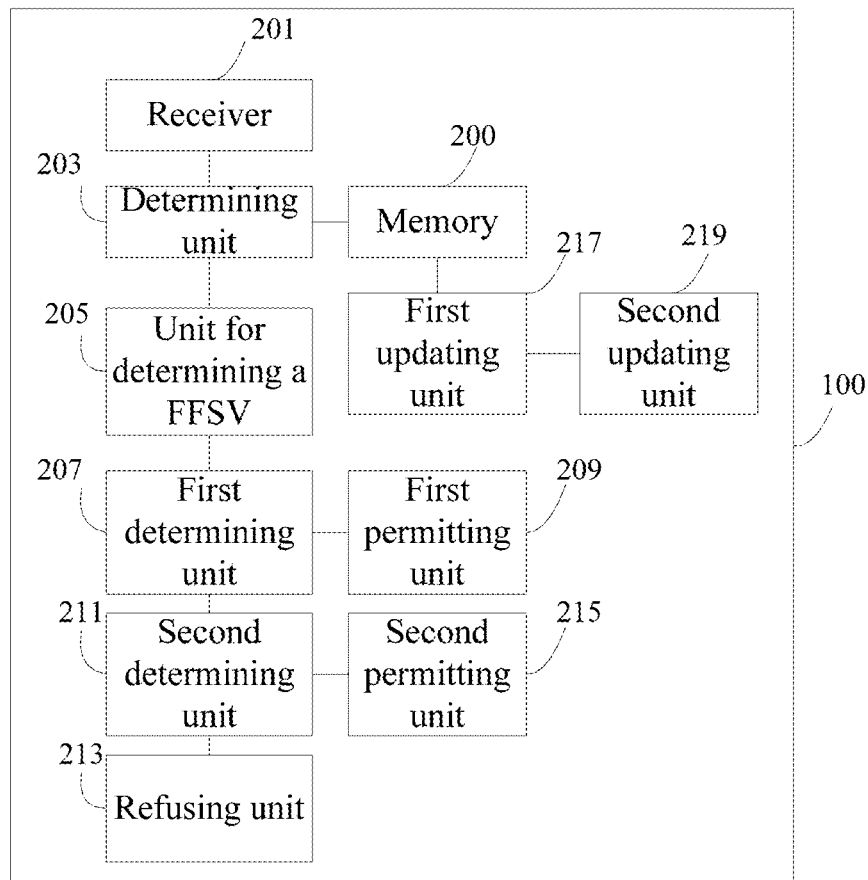 201
Receiver
203
200
Determining
unit
Memory
217
219
205
Unit for
determining a
FFSV
First
updating
unit
Second
updating
unit
100
207
First
determining
unit
First
permitting
unit
209
211
Second
determining
unit
Second
permitting
unit
215
213
Refusing unit